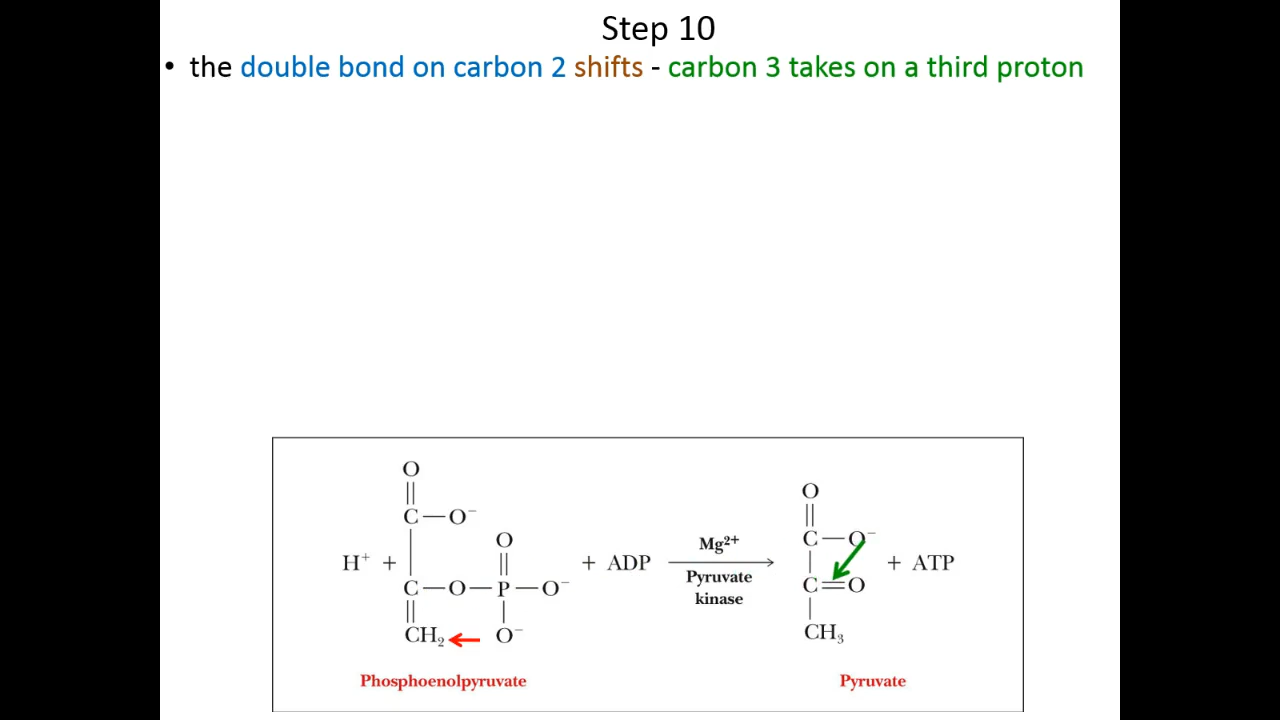 Step 10
• the double bond on carbon 2 shifts - carbon 3 takes on a third proton
O
C—O⁻
O
H⁺ +
+ ADP
Mg²⁺
Pyruvate
kinase
C—O—P—O⁻
CH₂
O⁻
Phosphoenolpyruvate
O
C—O⁻
+ ATP
C=O
CH₃
Pyruvate